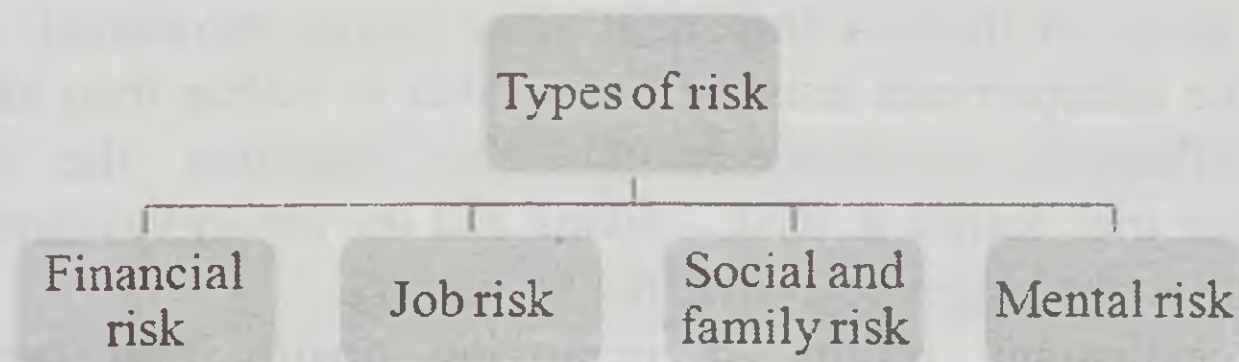 Types of risk
Financial
risk
Job risk
Social and
family risk
Mental risk